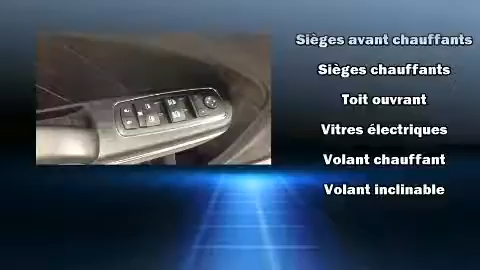 Sièges avant chauffants
Sièges chauffants
Toit ouvrant
Vitres électriques
Volant chauffant
Volant inclinable